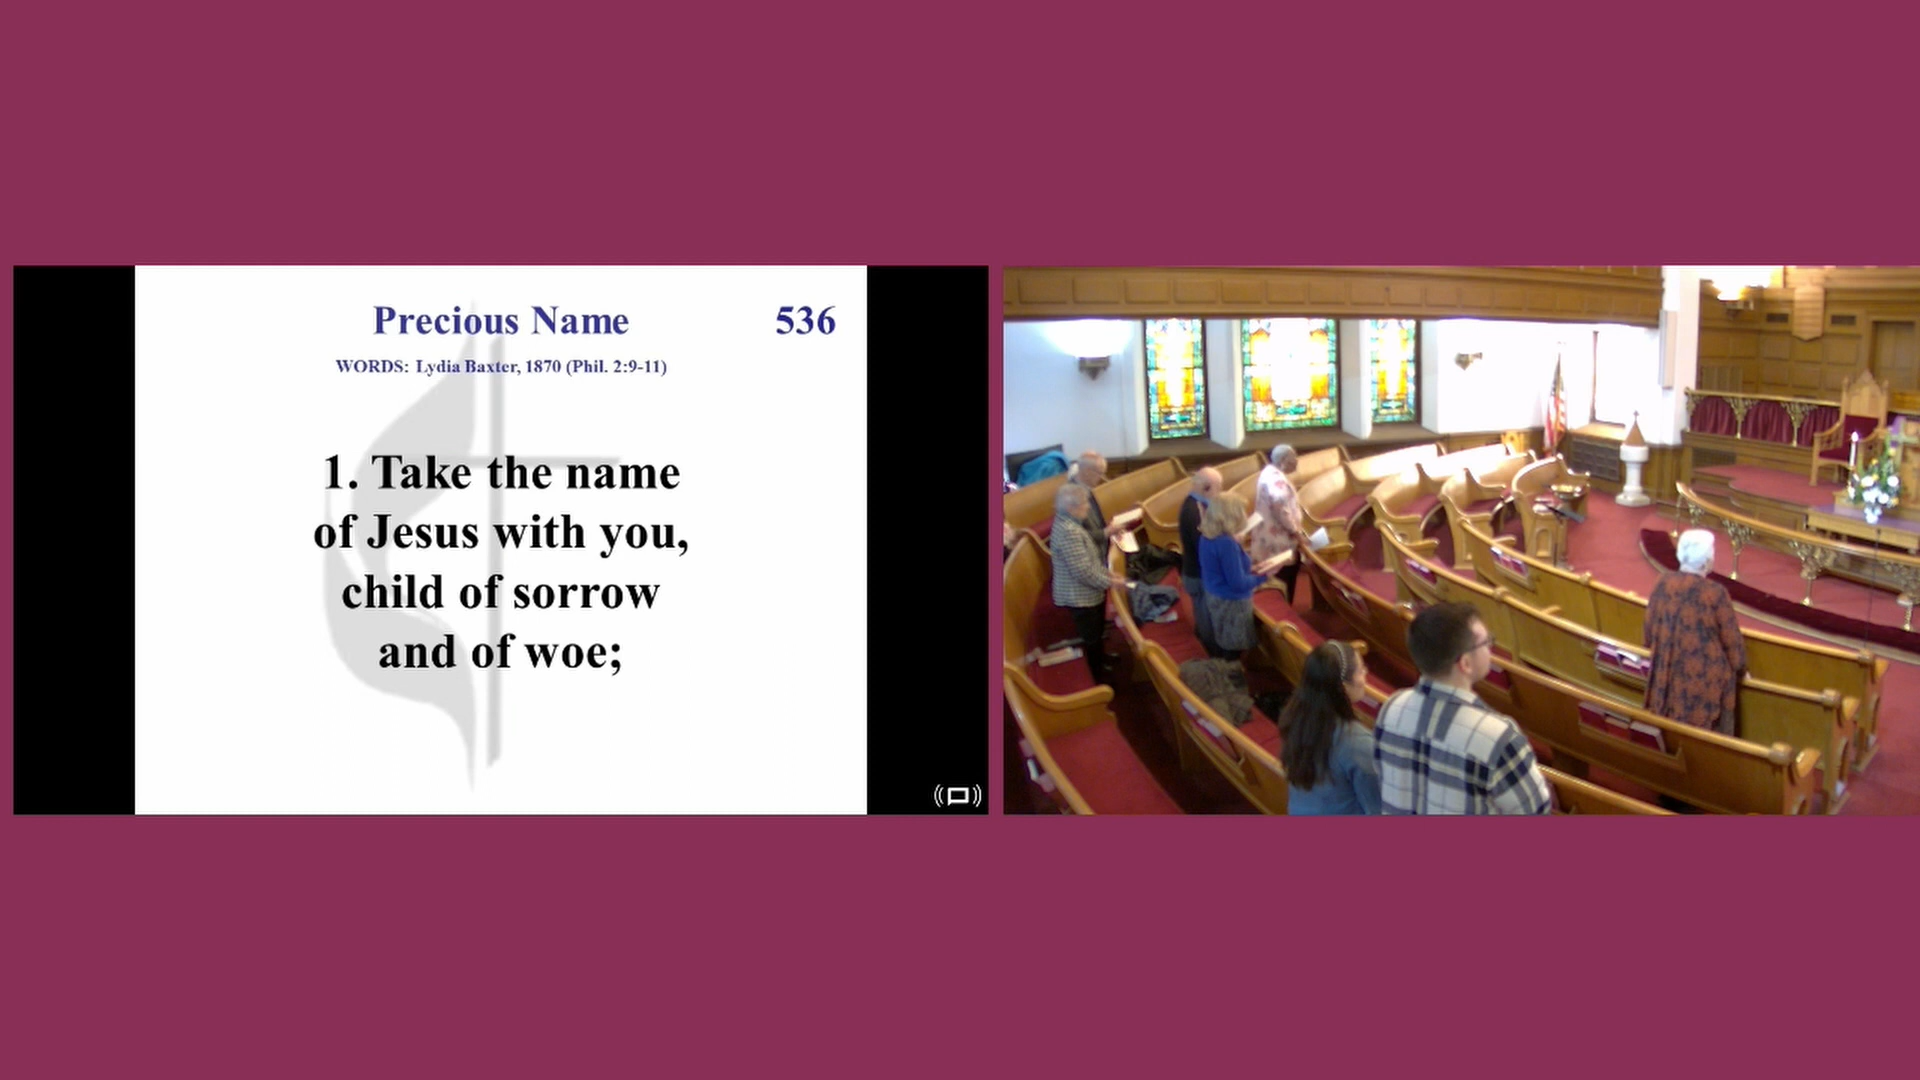 Precious Name 536
WORDS: Lydia Baxter, 1870 (Phil. 2:9-11)
1. Take the name
of Jesus with you,
child of sorrow
and of woe;